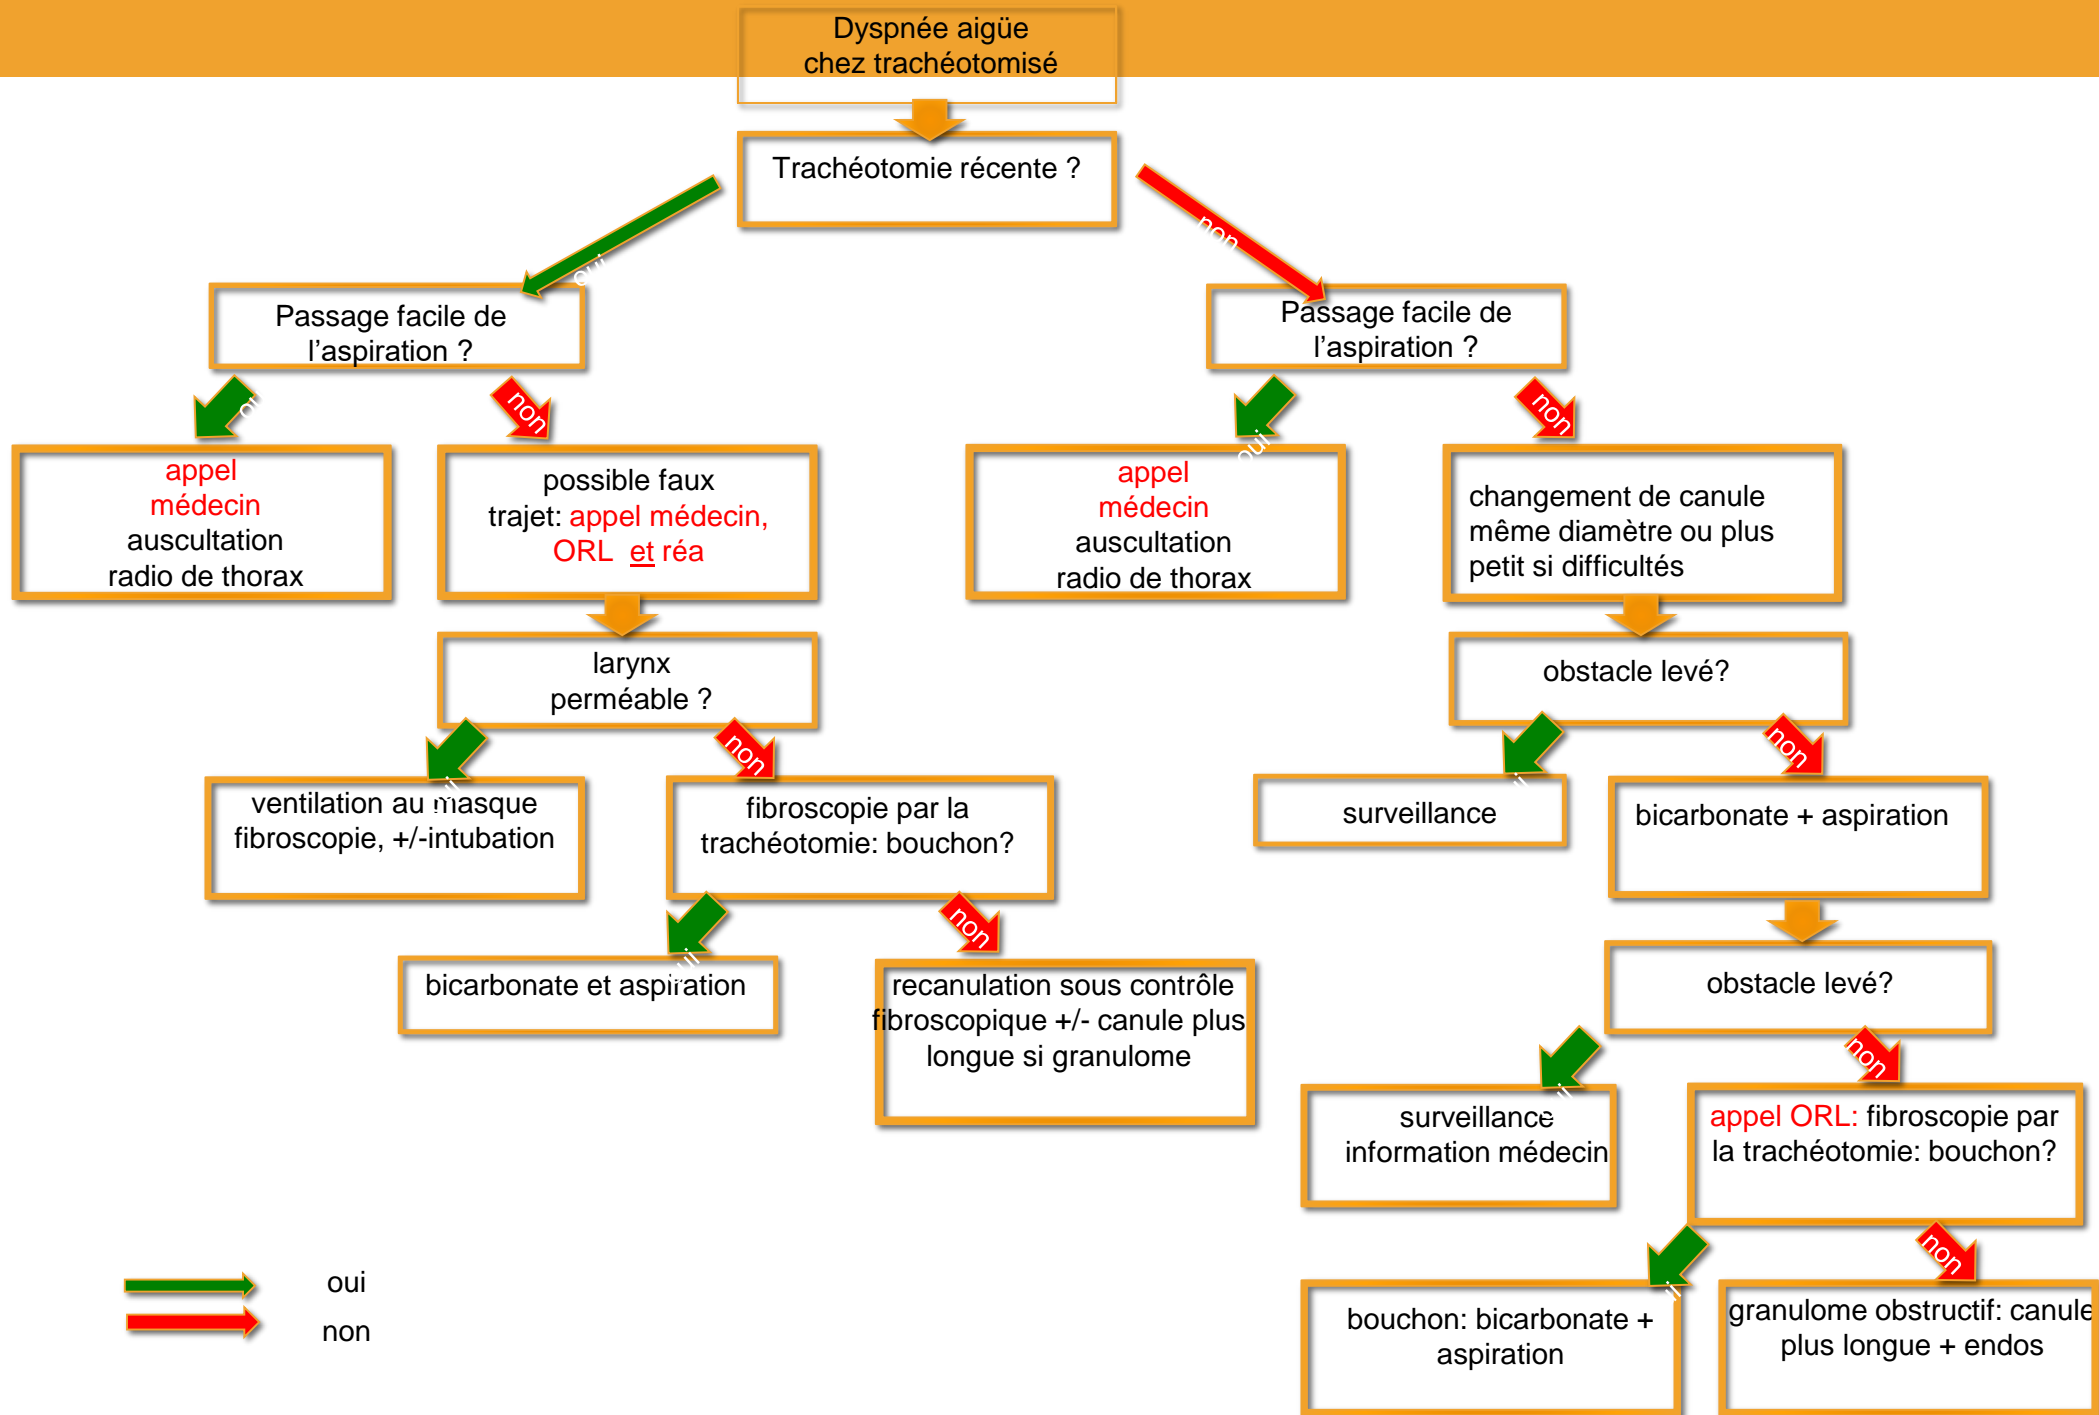 Dyspnée aigüe
chez trachéotomisé
Trachéotomie récente ?
oui
non
Passage facile de
l’aspiration ?
Passage facile de
l’aspiration ?
non
oui
non
appel
médecin
auscultation
radio de thorax
possible faux
trajet: appel médecin,
ORL et réa
appel
médecin
auscultation
radio de thorax
changement de canule
même diamètre ou plus
petit si difficultés
larynx
perméable ?
obstacle levé?
non
non
ventilation au masque
fibroscopie, +/-intubation
fibroscopie par la
trachéotomie: bouchon?
surveillance
bicarbonate + aspiration
non
bicarbonate et aspiration
recanulation sous contrôle
fibroscopique +/- canule plus
longue si granulome
obstacle levé?
non
surveillance
information médecin
appel ORL: fibroscopie par
la trachéotomie: bouchon?
non
bouchon: bicarbonate +
aspiration
granulome obstructif: canule
plus longue + endos
oui
non